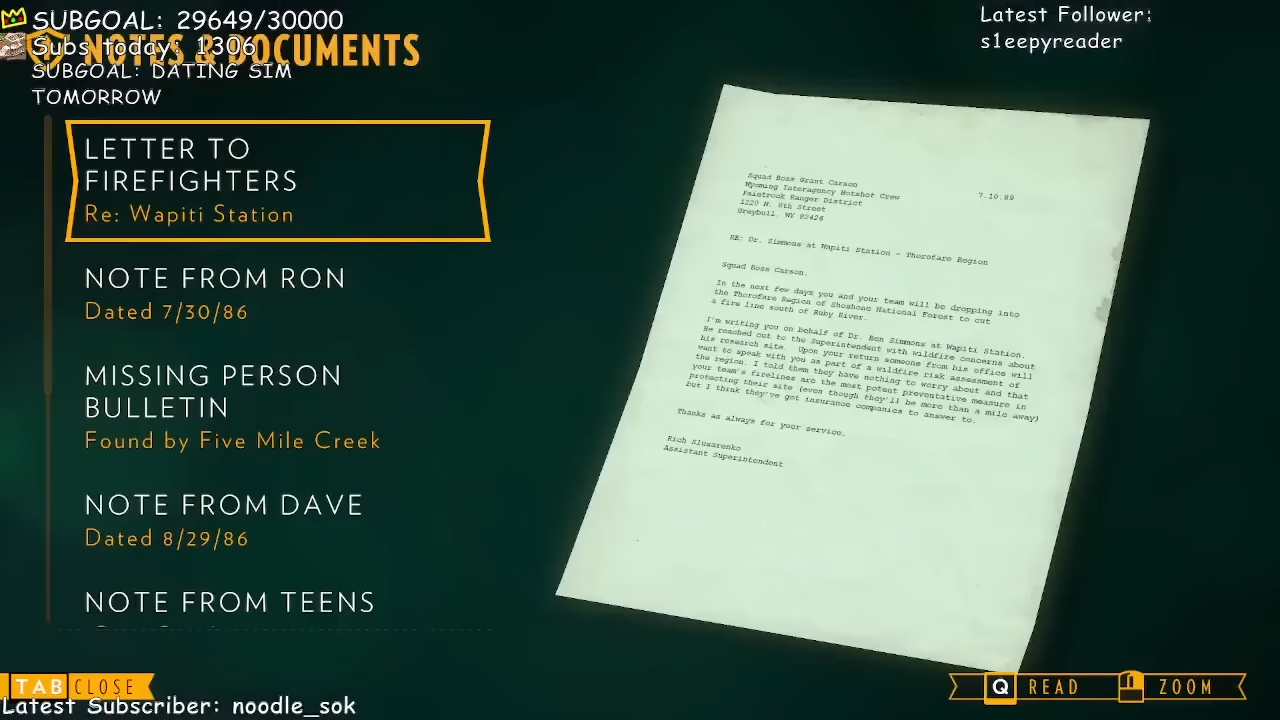 SUBGOAL: 29649/30000
Subs today: 1306
NOTES & DOCUMENTS
SUBGOAL: DATING SIM
TOMORROW
Latest Follower:
s1eepyreader
LETTER TO
FIREFIGHTERS
Re: Wapiti Station
NOTE FROM RON
Dated 7/30/86
MISSING PERSON
BULLETIN
Found by Five Mile Creek
NOTE FROM DAVE
Dated 8/29/86
NOTE FROM TEENS
Squad Boss Grant Carson
Wyoming Interagency Hotshot Crew
Paintrock Ranger District
1220 N. 8th Street
Greybull, WY 82426
7.10.89
RE: Dr. Simmons at Wapiti Station - Thorofare Region
Squad Boss Carson,
In the next few days you and your team will be dropping into
the Thorofare Region of Shoshone National Forest to cut
a fire line south of Ruby River.
I'm writing you on behalf of Dr. Ben Simmons at Wapiti Station.
He reached out to the Superintendent with wildfire concerns about
his research site. Upon your return someone from his office will
want to speak with you as part of a wildfire risk assessment of
the region. I told them they have nothing to worry about and that
your team's firelines are the most potent preventative measure in
protecting their site (even though they'll be more than a mile away)
but I think they've got insurance companies to answer to.
Thanks as always for your service,
Rich Slusarenko
Assistant Superintendent
TAB CLOSE
Latest Subscriber: noodle_sok
Q READ
ZOOM